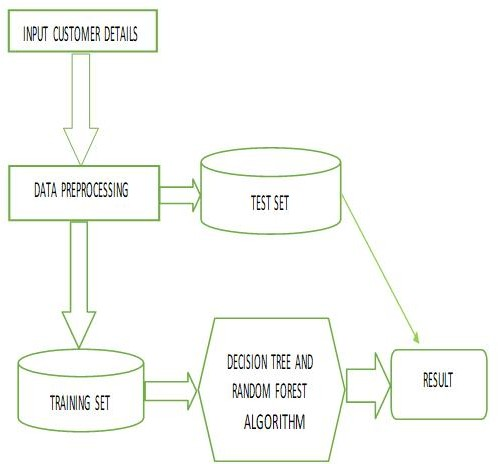 INPUT CUSTOMER DETAILS
DATA PREPROCESSING
TEST SET
TRAINING SET
DECISION TREE AND
RANDOM FOREST
ALGORITHM
RESULT